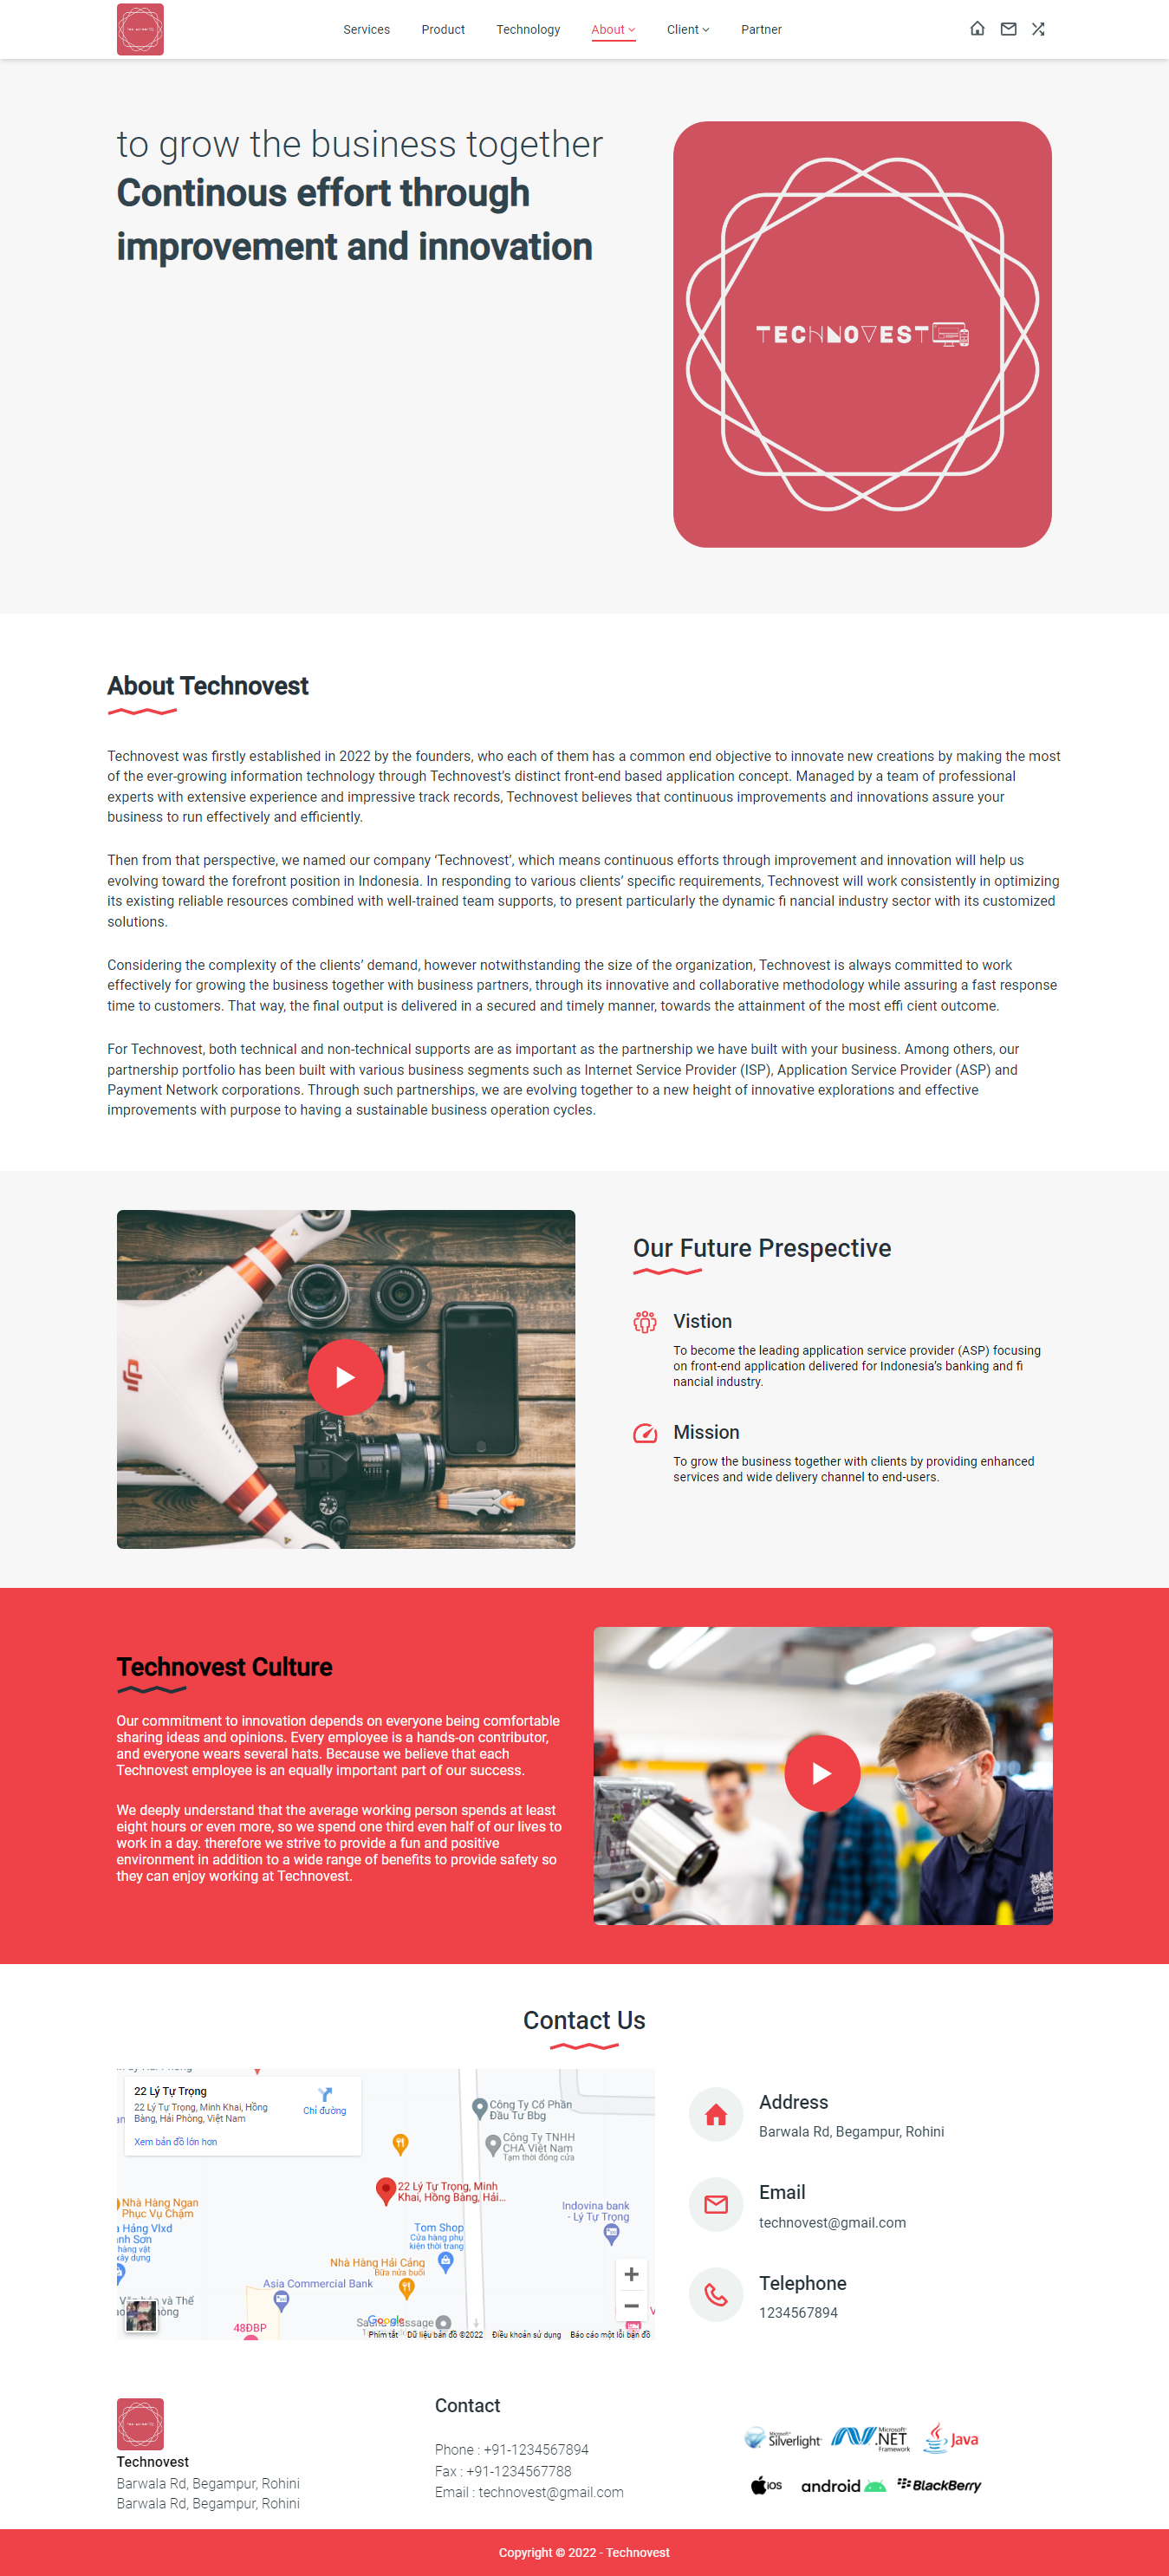 Services Product Technology About Client Partner
to grow the business together
Continous effort through
improvement and innovation
TECHNOVEST
About Technovest
Technovest was firstly established in 2022 by the founders, who each of them has a common end objective to innovate new creations by making the most
of the ever-growing information technology through Technovest's distinct front-end based application concept. Managed by a team of professional
experts with extensive experience and impressive track records, Technovest believes that continuous improvements and innovations assure your
business to run effectively and efficiently.
Then from that perspective, we named our company ‘Technovest’, which means continuous efforts through improvement and innovation will help us
evolving toward the forefront position in Indonesia. In responding to various clients’ specific requirements, Technovest will work consistently in optimizing
its existing reliable resources combined with well-trained team supports, to present particularly the dynamic fi nancial industry sector with its customized
solutions.
Considering the complexity of the clients’ demand, however notwithstanding the size of the organization, Technovest is always committed to work
effectively for growing the business together with business partners, through its innovative and collaborative methodology while assuring a fast response
time to customers. That way, the final output is delivered in a secured and timely manner, towards the attainment of the most effi cient outcome.
For Technovest, both technical and non-technical supports are as important as the partnership we have built with your business. Among others, our
partnership portfolio has been built with various business segments such as Internet Service Provider (ISP), Application Service Provider (ASP) and
Payment Network corporations. Through such partnerships, we are evolving together to a new height of innovative explorations and effective
improvements with purpose to having a sustainable business operation cycles.
dji
Our Future Prespective
Vistion
To become the leading application service provider (ASP) focusing
on front-end application delivered for Indonesia's banking and fi
nancial industry.
Mission
To grow the business together with clients by providing enhanced
services and wide delivery channel to end-users.
Technovest Culture
Our commitment to innovation depends on everyone being comfortable
sharing ideas and opinions. Every employee is a hands-on contributor,
and everyone wears several hats. Because we believe that each
Technovest employee is an equally important part of our success.
We deeply understand that the average working person spends at least
eight hours or even more, so we spend one third even half of our lives to
work in a day. therefore we strive to provide a fun and positive
environment in addition to a wide range of benefits to provide safety so
they can enjoy working at Technovest.
Contact Us
22 Lý Tự Trọng
22 Lý Tự Trọng, Minh Khai, Hồng
Bàng, Hải Phòng, Việt Nam
Chỉ đường
Xem bản đồ lớn hơn
Công Ty Cổ Phần
Đầu Tư Bbg
Công Ty TNHH
CHA Việt Nam
Tạm thời đóng cửa
22 Lý Tự Trọng, Minh
Khai, Hồng Bàng, Hải...
Nhà Hàng Ngan
Phục Vụ Chậm
Indovina bank
- Lý Tự Trọng
Tom Shop
Cửa hàng phụ
kiện thời trang
Nhà Hàng Hải Cảng
Bữa nửa buổi
Asia Commercial Bank
48ĐBP
Google
Phím tắt Dữ liệu bản đồ ©2022 Điều khoản sử dụng Báo cáo một lỗi bản đồ
Address
Barwala Rd, Begampur, Rohini
Email
technovest@gmail.com
Telephone
1234567894
Technovest
Barwala Rd, Begampur, Rohini
Barwala Rd, Begampur, Rohini
Contact
Phone : +91-1234567894
Fax : +91-1234567788
Email : technovest@gmail.com
Microsoft Silverlight Microsoft .NET Framework Java
iOS android BlackBerry
Copyright © 2022 - Technovest